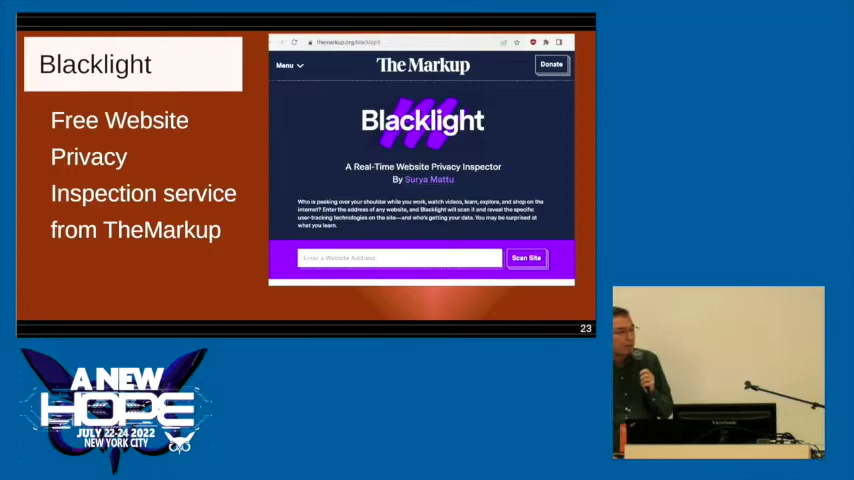 Blacklight
Free Website
Privacy
Inspection service
from TheMarkup
themarkup.org/blacklight
Menu
The Markup
Donate
Blacklight
A Real-Time Website Privacy Inspector
By Surya Mattu
Who is peeking over your shoulder while you work, watch videos, learn, explore, and shop on the
internet? Enter the address of any website, and Blacklight will scan it and reveal the specific
user-tracking technologies on the site—and who's getting your data. You may be surprised at
what you learn.
Enter a Website Address
Scan Site
23
A NEW
HOPE
JULY 22-24 2022
NEW YORK CITY
ViewSonic